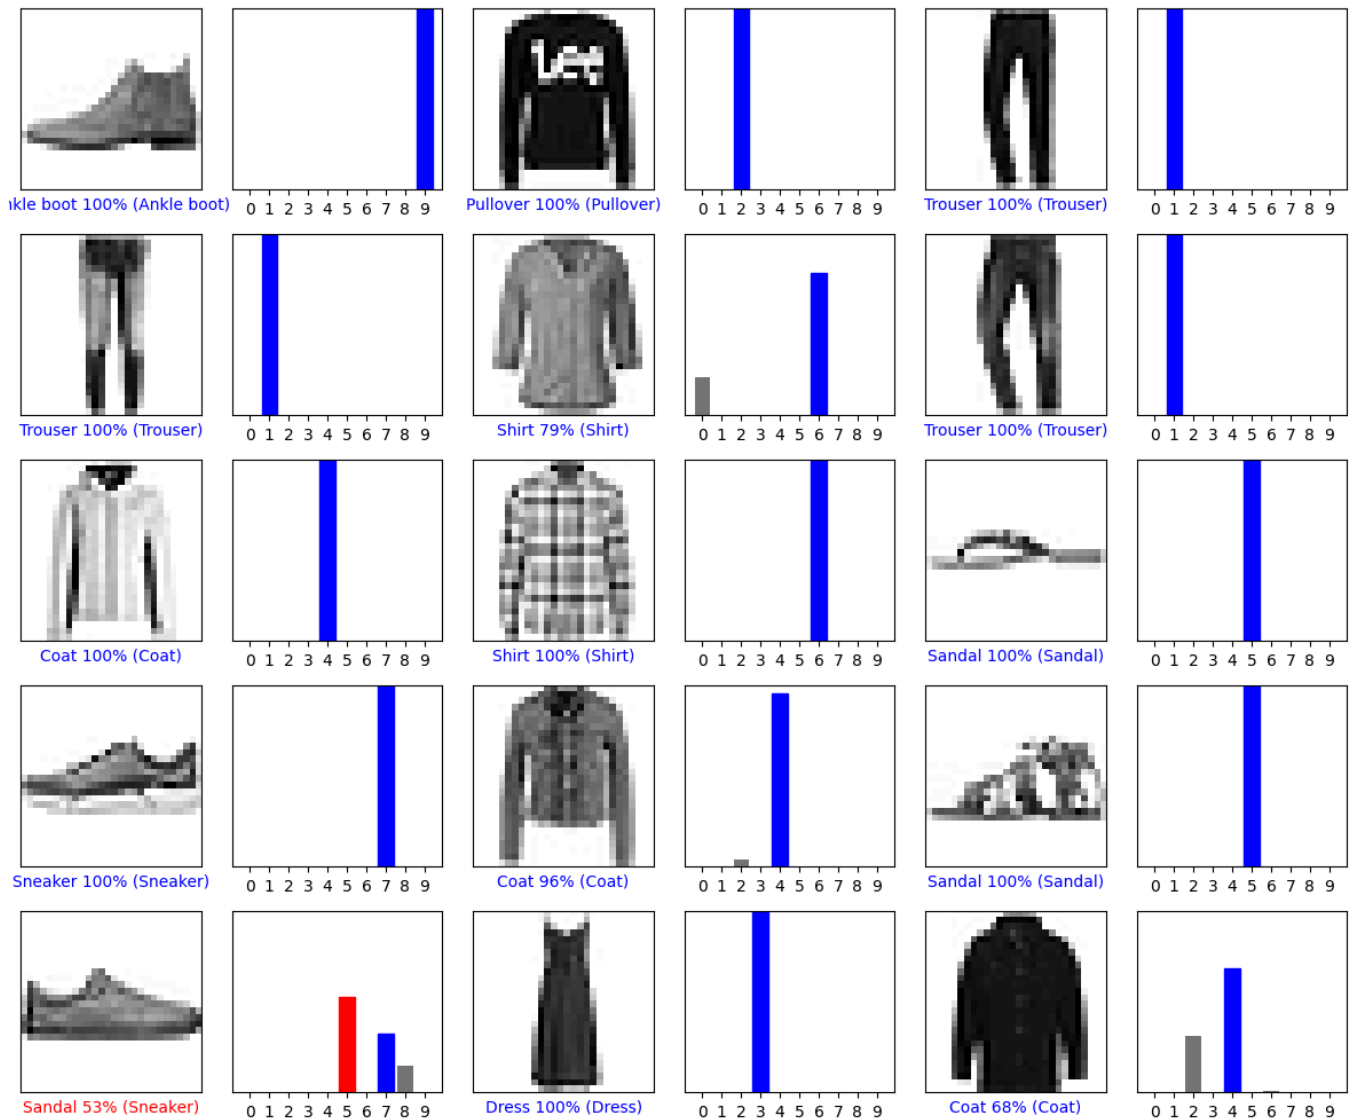 nkle boot 100% (Ankle boot)
0 1 2 3 4 5 6 7 8 9
Pullover 100% (Pullover)
0 1 2 3 4 5 6 7 8 9
Trouser 100% (Trouser)
0 1 2 3 4 5 6 7 8 9
Trouser 100% (Trouser)
0 1 2 3 4 5 6 7 8 9
Shirt 79% (Shirt)
0 1 2 3 4 5 6 7 8 9
Trouser 100% (Trouser)
0 1 2 3 4 5 6 7 8 9
Coat 100% (Coat)
0 1 2 3 4 5 6 7 8 9
Shirt 100% (Shirt)
0 1 2 3 4 5 6 7 8 9
Sandal 100% (Sandal)
0 1 2 3 4 5 6 7 8 9
Sneaker 100% (Sneaker)
0 1 2 3 4 5 6 7 8 9
Coat 96% (Coat)
0 1 2 3 4 5 6 7 8 9
Sandal 100% (Sandal)
0 1 2 3 4 5 6 7 8 9
Sandal 53% (Sneaker)
0 1 2 3 4 5 6 7 8 9
Dress 100% (Dress)
0 1 2 3 4 5 6 7 8 9
Coat 68% (Coat)
0 1 2 3 4 5 6 7 8 9